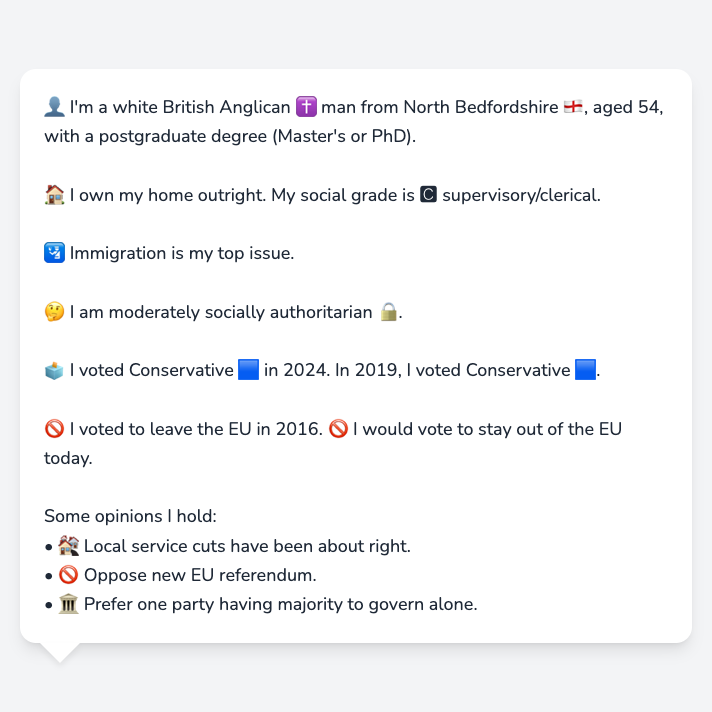 👤 I'm a white British Anglican ✝️ man from North Bedfordshire 🏴󠁧󠁢󠁥󠁮󠁧󠁿, aged 54,
with a postgraduate degree (Master's or PhD).
🏠 I own my home outright. My social grade is 🅲 supervisory/clerical.
🛂 Immigration is my top issue.
🤔 I am moderately socially authoritarian 🔒.
🗳️ I voted Conservative 🟦 in 2024. In 2019, I voted Conservative 🟦.
🚫 I voted to leave the EU in 2016. 🚫 I would vote to stay out of the EU
today.
Some opinions I hold:
• 🏘️ Local service cuts have been about right.
• 🚫 Oppose new EU referendum.
• 🏛️ Prefer one party having majority to govern alone.